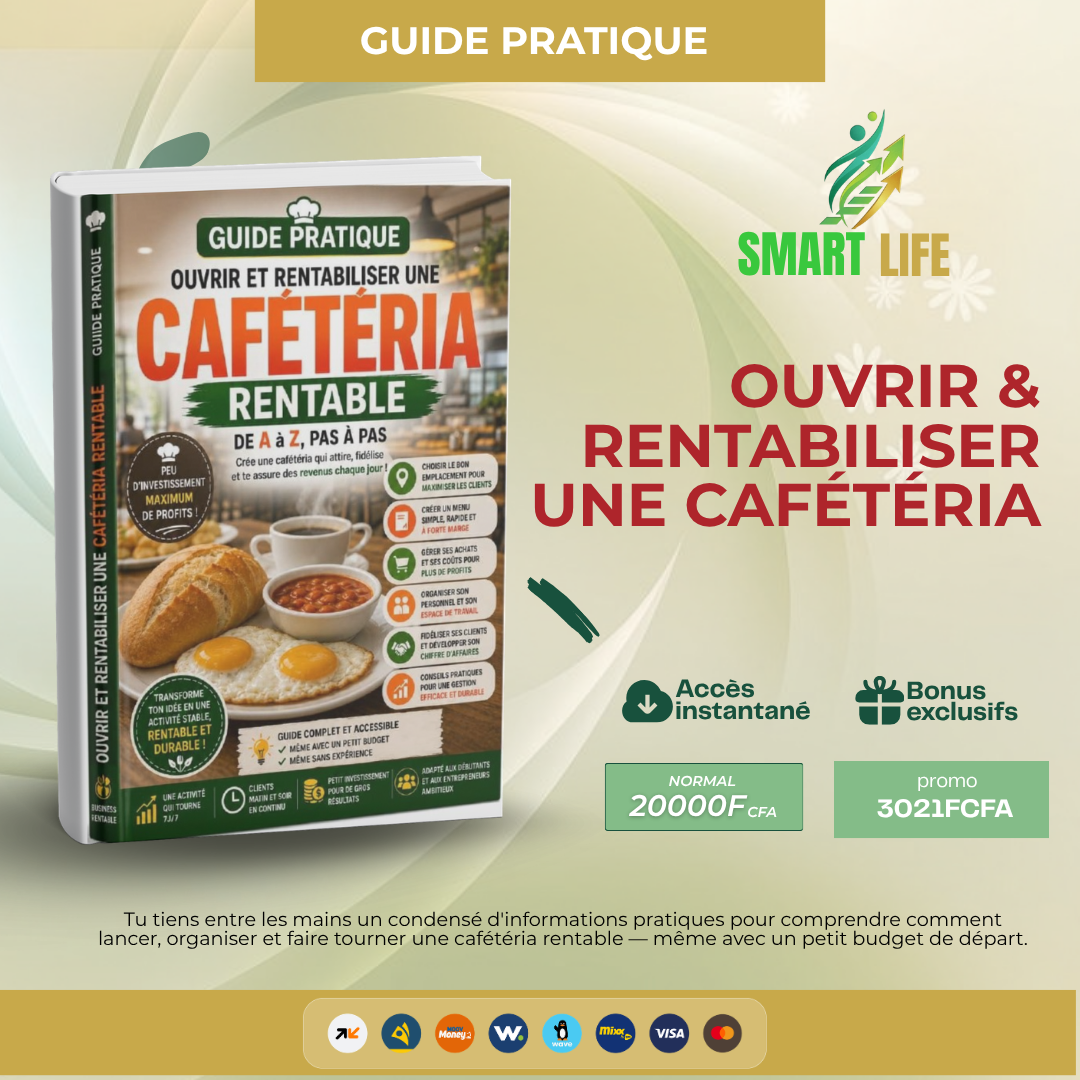 GUIDE PRATIQUE
SMART LIFE
OUVRIR &
RENTABILISER
UNE CAFÉTÉRIA
GUIDE PRATIQUE
OUVRIR ET RENTABILISER UNE
CAFÉTÉRIA
RENTABLE
DE A à Z, PAS À PAS
Crée une cafétéria qui attire, fidélise
et te assure des revenus chaque jour !
PEU
D'INVESTISSEMENT
MAXIMUM
DE PROFITS !
CHOISIR LE BON
EMPLACEMENT POUR
MAXIMISER LES CLIENTS
CRÉER UN MENU
SIMPLE, RAPIDE ET
À FORTE MARGE
GÉRER SES ACHATS
ET SES COÛTS POUR
PLUS DE PROFITS
ORGANISER SON
PERSONNEL ET SON
ESPACE DE TRAVAIL
FIDÉLISER SES CLIENTS
ET DÉVELOPPER SON
CHIFFRE D'AFFAIRES
CONSEILS PRATIQUES
POUR UNE GESTION
EFFICACE ET DURABLE
TRANSFORME
TON IDÉE EN UNE
ACTIVITÉ STABLE,
RENTABLE ET
DURABLE !
GUIDE COMPLET ET ACCESSIBLE
✓ MÊME AVEC UN PETIT BUDGET
✓ MÊME SANS EXPÉRIENCE
UNE ACTIVITÉ
QUI TOURNE
7J/7
CLIENTS
MATIN ET SOIR
EN CONTINU
PETIT INVESTISSEMENT
POUR DE GROS
RÉSULTATS
ADAPTÉ AUX DÉBUTANTS
ET AUX ENTREPRENEURS
AMBITIEUX
GUIIDE PRATIQUE
OUVRIR ET RENTABILISER UNE CAFÉTÉRIA RENTABLE
BUSINESS
RENTABLE
Accès
instantané
Bonus
exclusifs
NORMAL
20000F CFA
promo
3021FCFA
Tu tiens entre les mains un condensé d'informations pratiques pour comprendre comment
lancer, organiser et faire tourner une cafétéria rentable — même avec un petit budget de départ.
Money
W.
wave
mixx
VISA